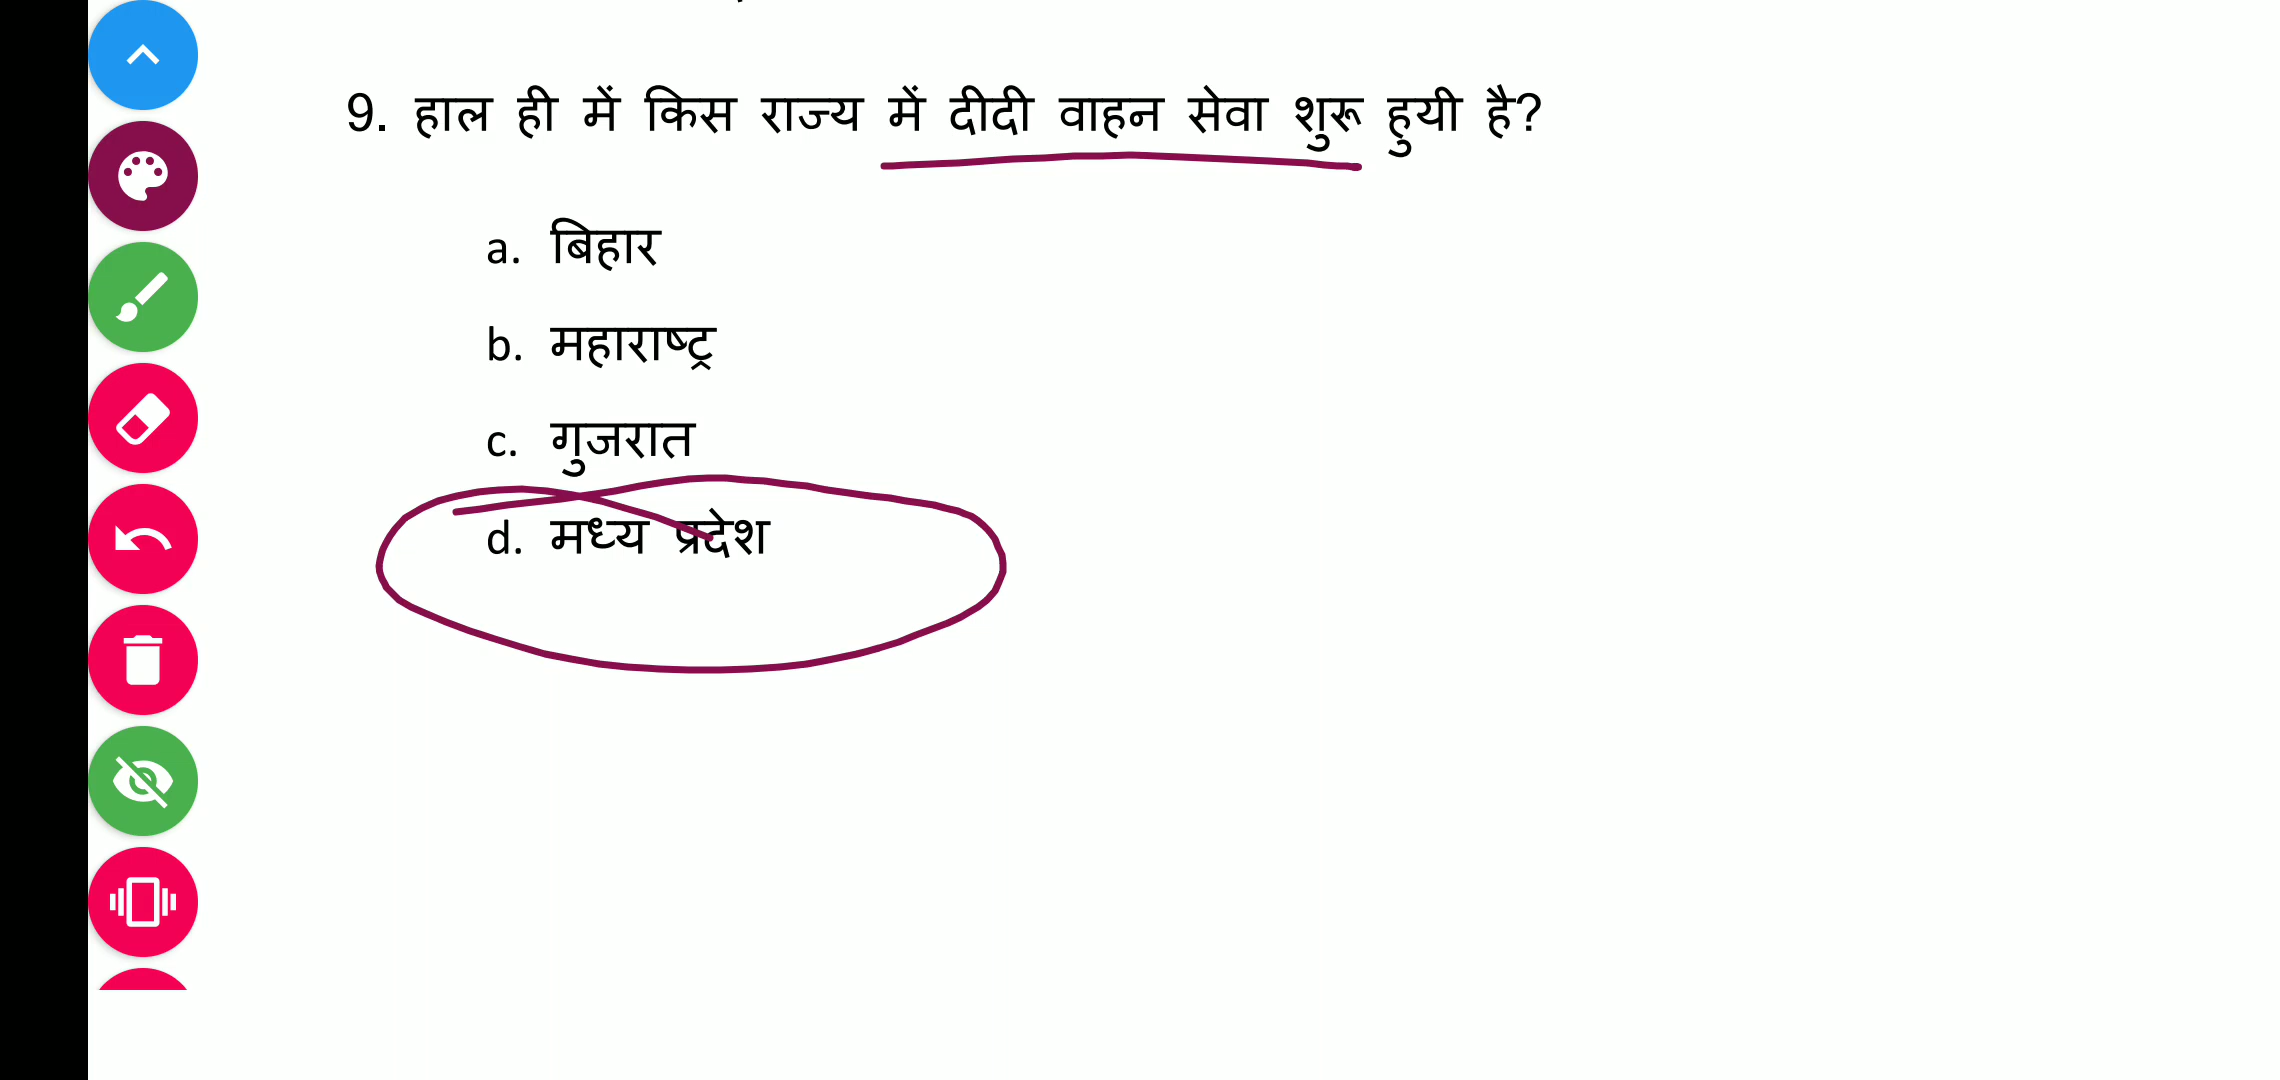 9. हाल ही में किस राज्य में दीदी वाहन सेवा शुरू हुयी है?
a. बिहार
b. महाराष्ट्र
c. गुजरात
d. मध्य प्रदेश